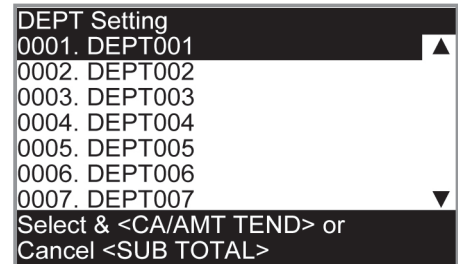 DEPT Setting
0001. DEPT001
0002. DEPT002
0003. DEPT003
0004. DEPT004
0005. DEPT005
0006. DEPT006
0007. DEPT007
Select & <CA/AMT TEND> or
Cancel <SUB TOTAL>